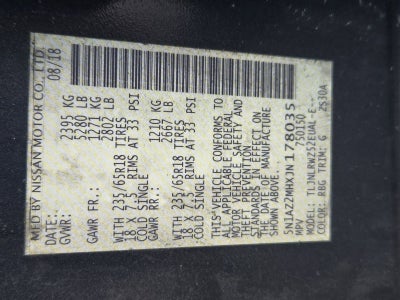 MFD BY NISSAN MOTOR CO., LTD.
08/18
GVWR: 2395 KG
5280 LB
GAWR FR.: 1271 KG
2802 LB
WITH 235/65R18 TIRES
18 X 7.5 RIMS AT 33 PSI
COLD SINGLE
GAWR RR.: 1210 KG
2667 LB
WITH 235/65R18 TIRES
18 X 7.5 RIMS AT 33 PSI
COLD SINGLE
THIS VEHICLE CONFORMS TO
ALL APPLICABLE FEDERAL
MOTOR VEHICLE SAFETY AND
THEFT PREVENTION
STANDARDS IN EFFECT ON
THE DATE OF MANUFACTURE
SHOWN ABOVE.
5N1AZ2MHXJN178035
MPV 750150
MODEL: TLJNLRWZ52EUAL-E---
COLOR: RBG TRIM: G ZS30A